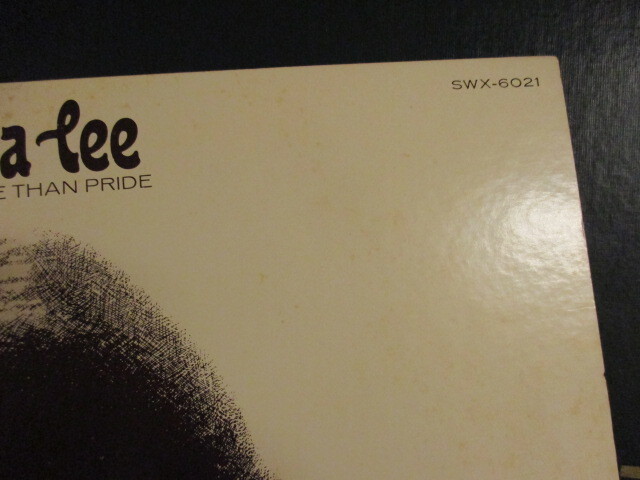 SWX-6021
a lee
E THAN PRIDE